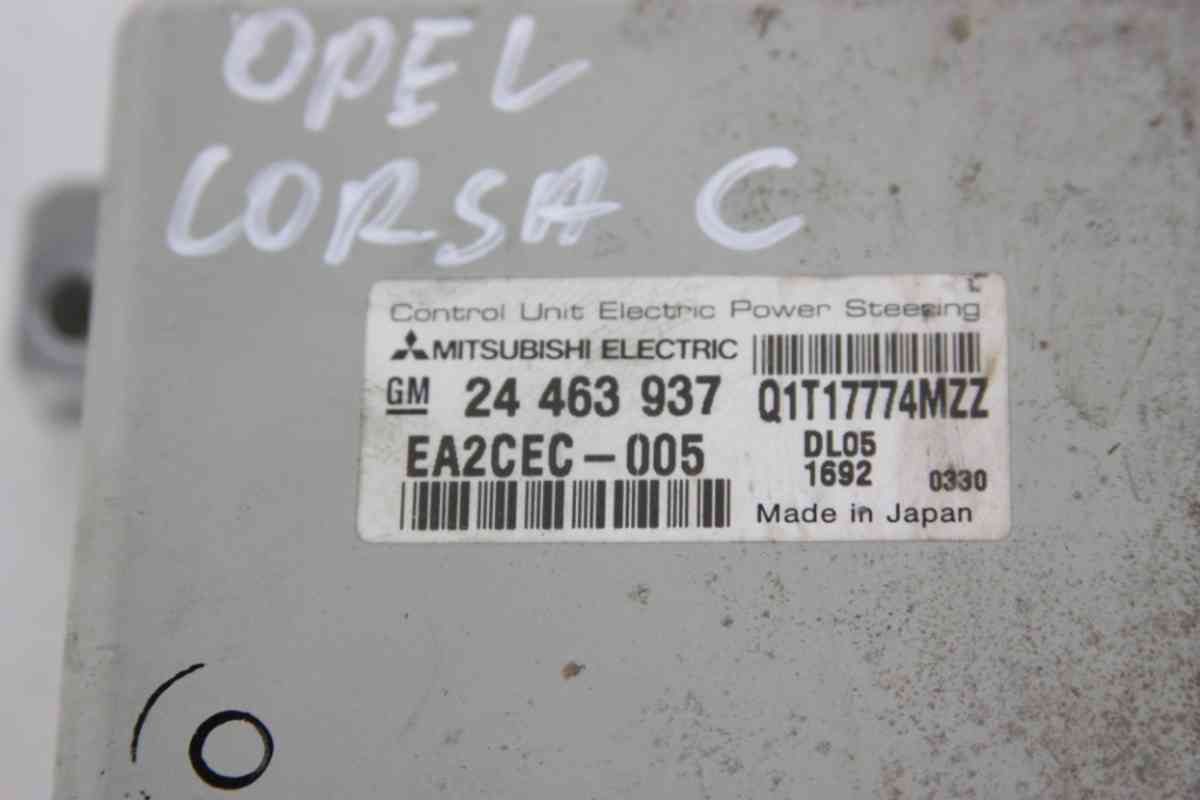 OPEL
CORSA C
Control Unit Electric Power Steering
MITSUBISHI ELECTRIC
GM 24 463 937 Q1T17774MZZ
EA2CEC-005 DL05
1692 0330
Made in Japan